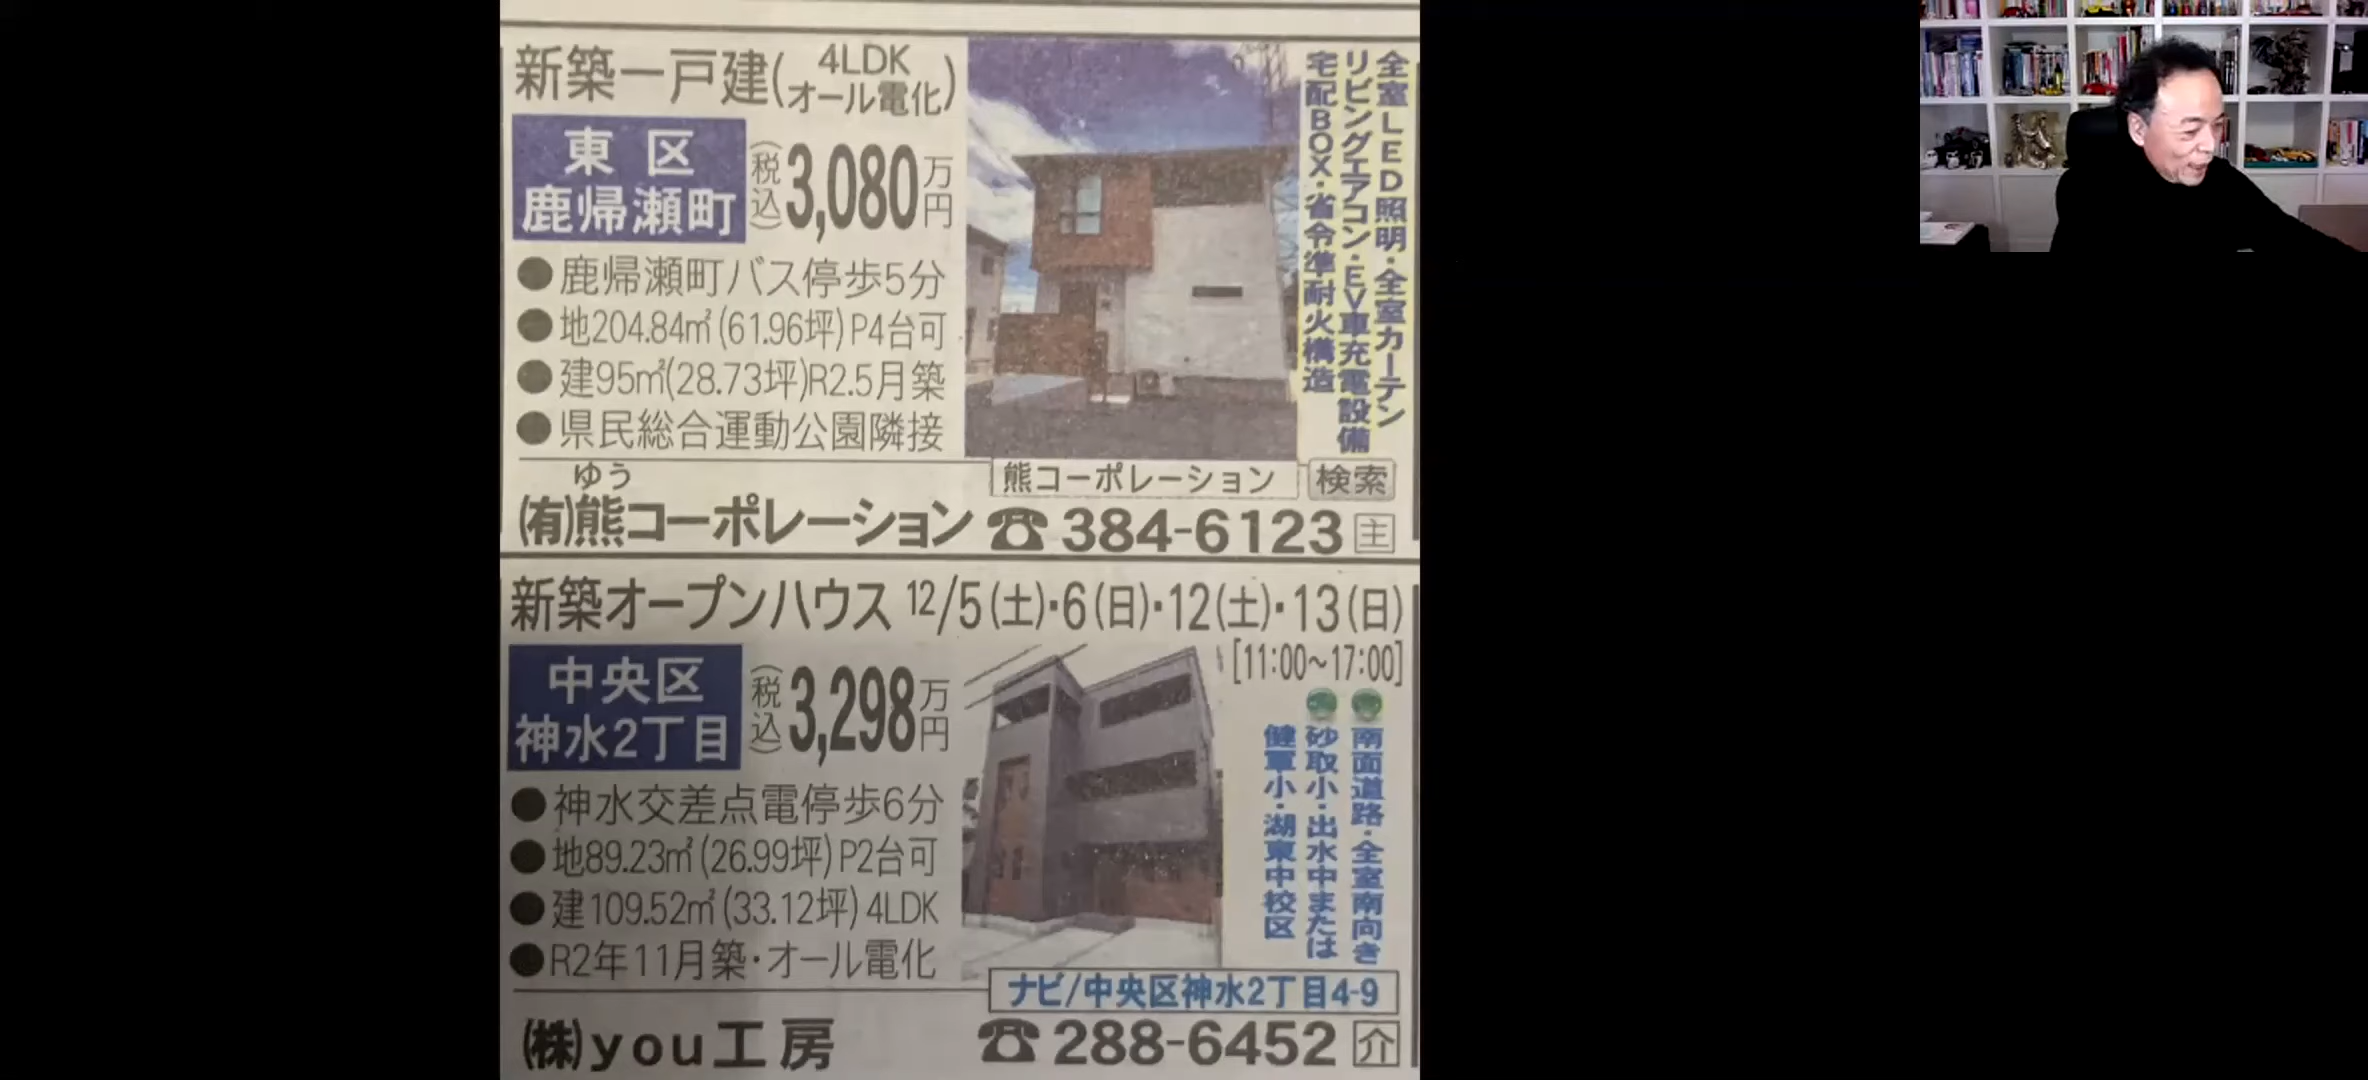 新築一戸建(4LDK オール電化)
東区
鹿帰瀬町
(税込)3,080万円
●鹿帰瀬町バス停歩5分
●地204.84㎡(61.96坪)P4台可
●建95㎡(28.73坪)R2.5月築
●県民総合運動公園隣接
全室LED照明・全室カーテン
リビングエアコン・EV車充電設備
宅配BOX・省令準耐火構造
熊コーポレーション 検索
ゆう
(有)熊コーポレーション ☎384-6123 主
新築オープンハウス 12/5(土)・6(日)・12(土)・13(日)
[11:00~17:00]
中央区
神水2丁目
(税込)3,298万円
●神水交差点電停歩6分
●地89.23㎡(26.99坪)P2台可
●建109.52㎡(33.12坪)4LDK
●R2年11月築・オール電化
●南面道路・全室南向き
●砂取小・出水中または
健軍小・湖東中校区
ナビ/中央区神水2丁目4-9
(株)you工房 ☎288-6452 介